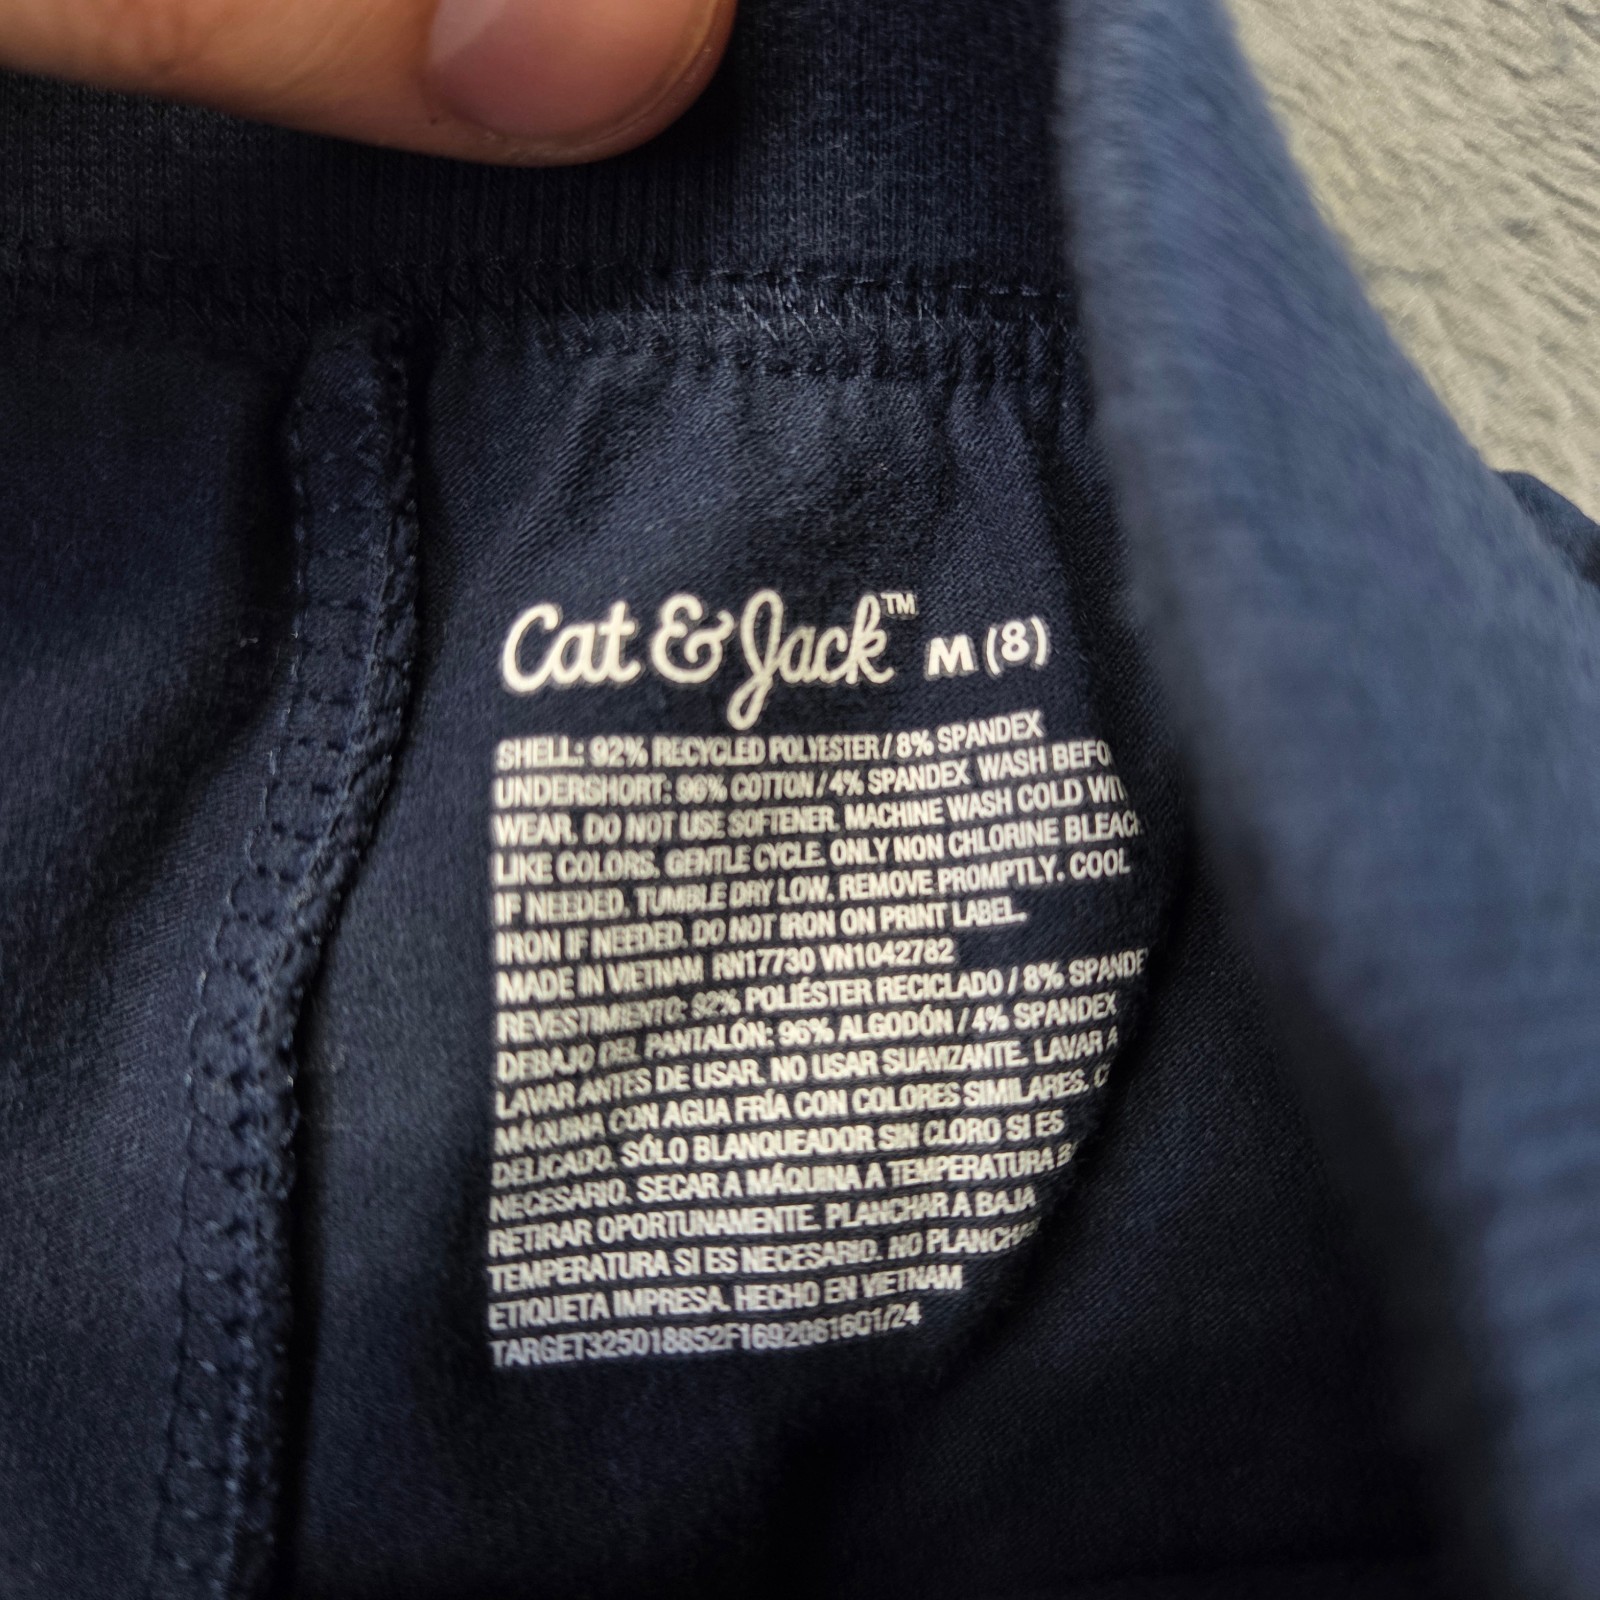 Cat & Jack™ M (8)
SHELL: 92% RECYCLED POLYESTER / 8% SPANDEX
UNDERSHORT: 96% COTTON / 4% SPANDEX WASH BEFO
WEAR. DO NOT USE SOFTENER. MACHINE WASH COLD WIT
LIKE COLORS. GENTLE CYCLE. ONLY NON CHLORINE BLEACH
IF NEEDED. TUMBLE DRY LOW. REMOVE PROMPTLY. COOL
IRON IF NEEDED. DO NOT IRON ON PRINT LABEL.
MADE IN VIETNAM RN17730 VN1042782
REVESTIMIENTO: 92% POLIÉSTER RECICLADO / 8% SPANDE
DEBAJO DEL PANTALÓN: 96% ALGODÓN / 4% SPANDEX
LAVAR ANTES DE USAR. NO USAR SUAVIZANTE. LAVAR A
MÁQUINA CON AGUA FRÍA CON COLORES SIMILARES. C
DELICADO. SÓLO BLANQUEADOR SIN CLORO SI ES
NECESARIO. SECAR A MÁQUINA A TEMPERATURA B
RETIRAR OPORTUNAMENTE. PLANCHAR A BAJA
TEMPERATURA SI ES NECESARIO. NO PLANCHA
ETIQUETA IMPRESA. HECHO EN VIETNAM
TARGET325018852F1692081601/24